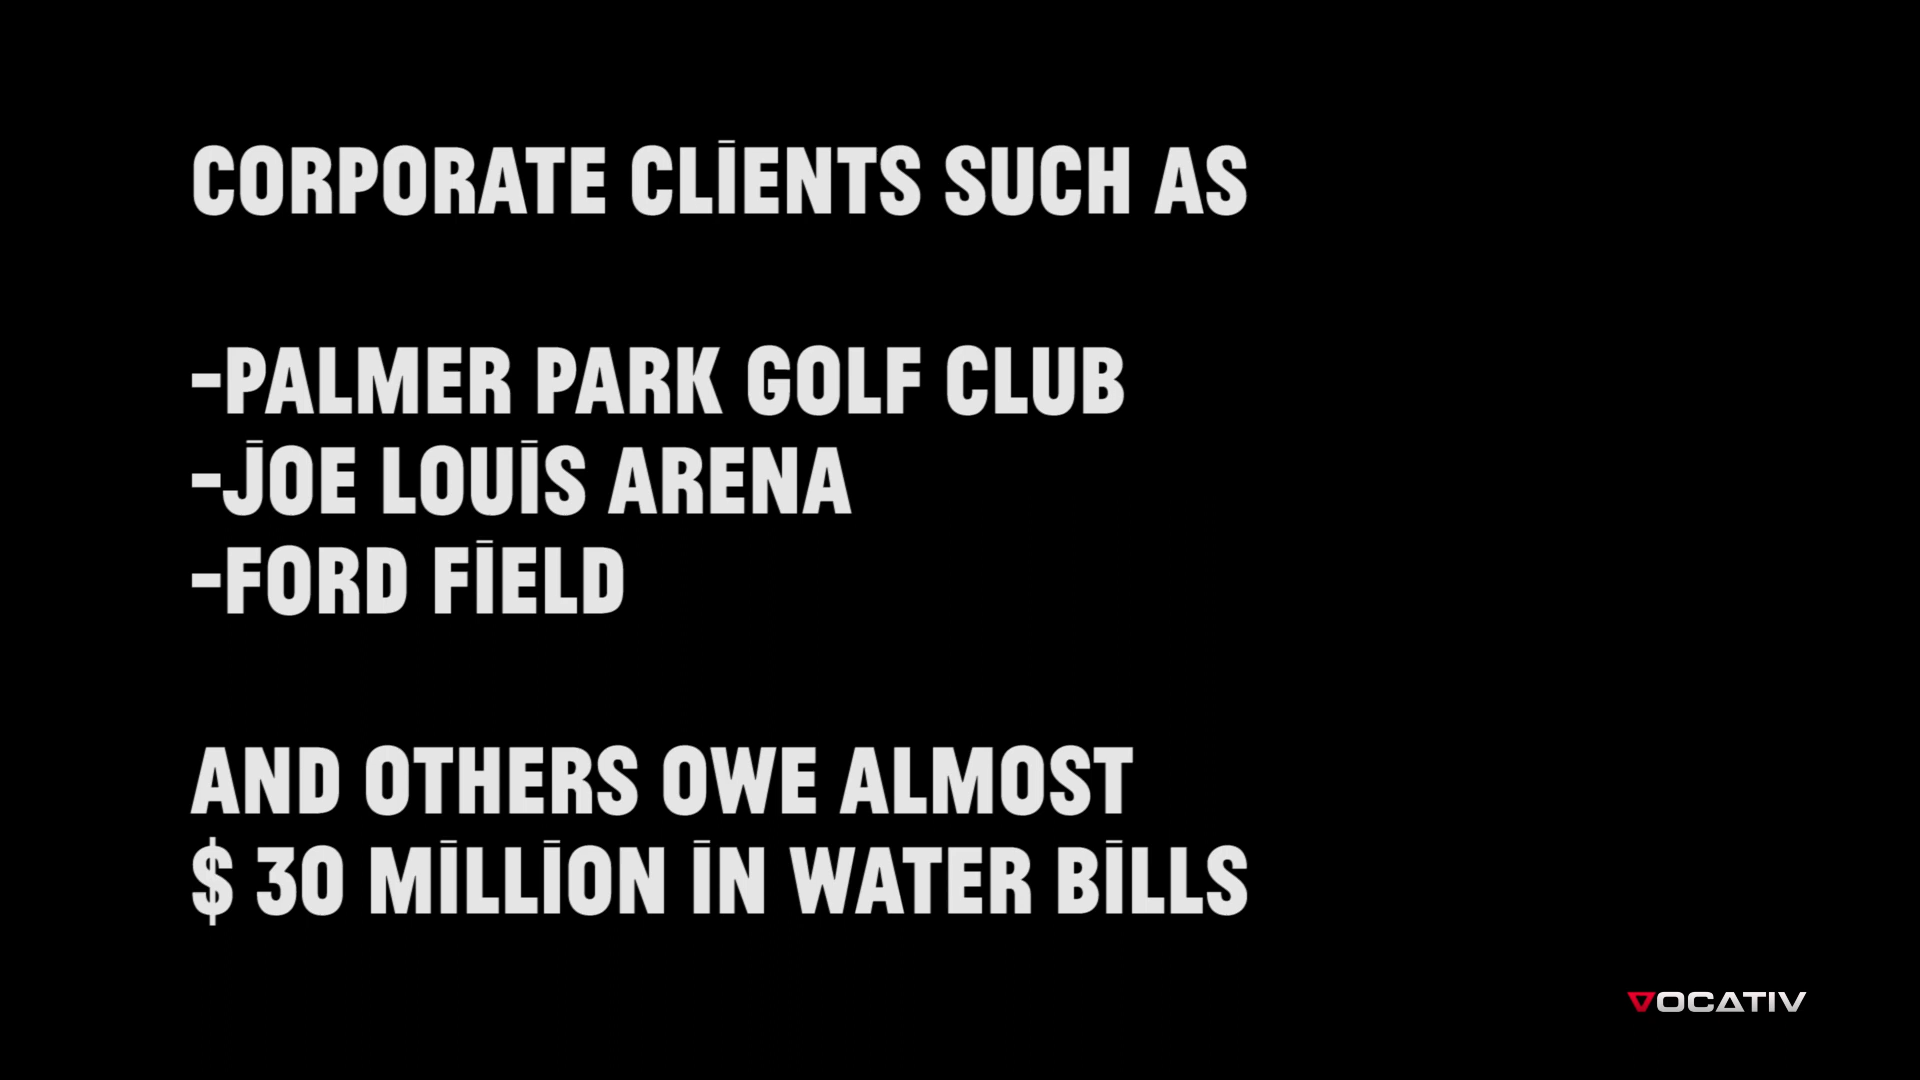 CORPORATE CLIENTS SUCH AS
-PALMER PARK GOLF CLUB
-JOE LOUIS ARENA
-FORD FIELD
AND OTHERS OWE ALMOST
$ 30 MILLION IN WATER BILLS
VOCATIV